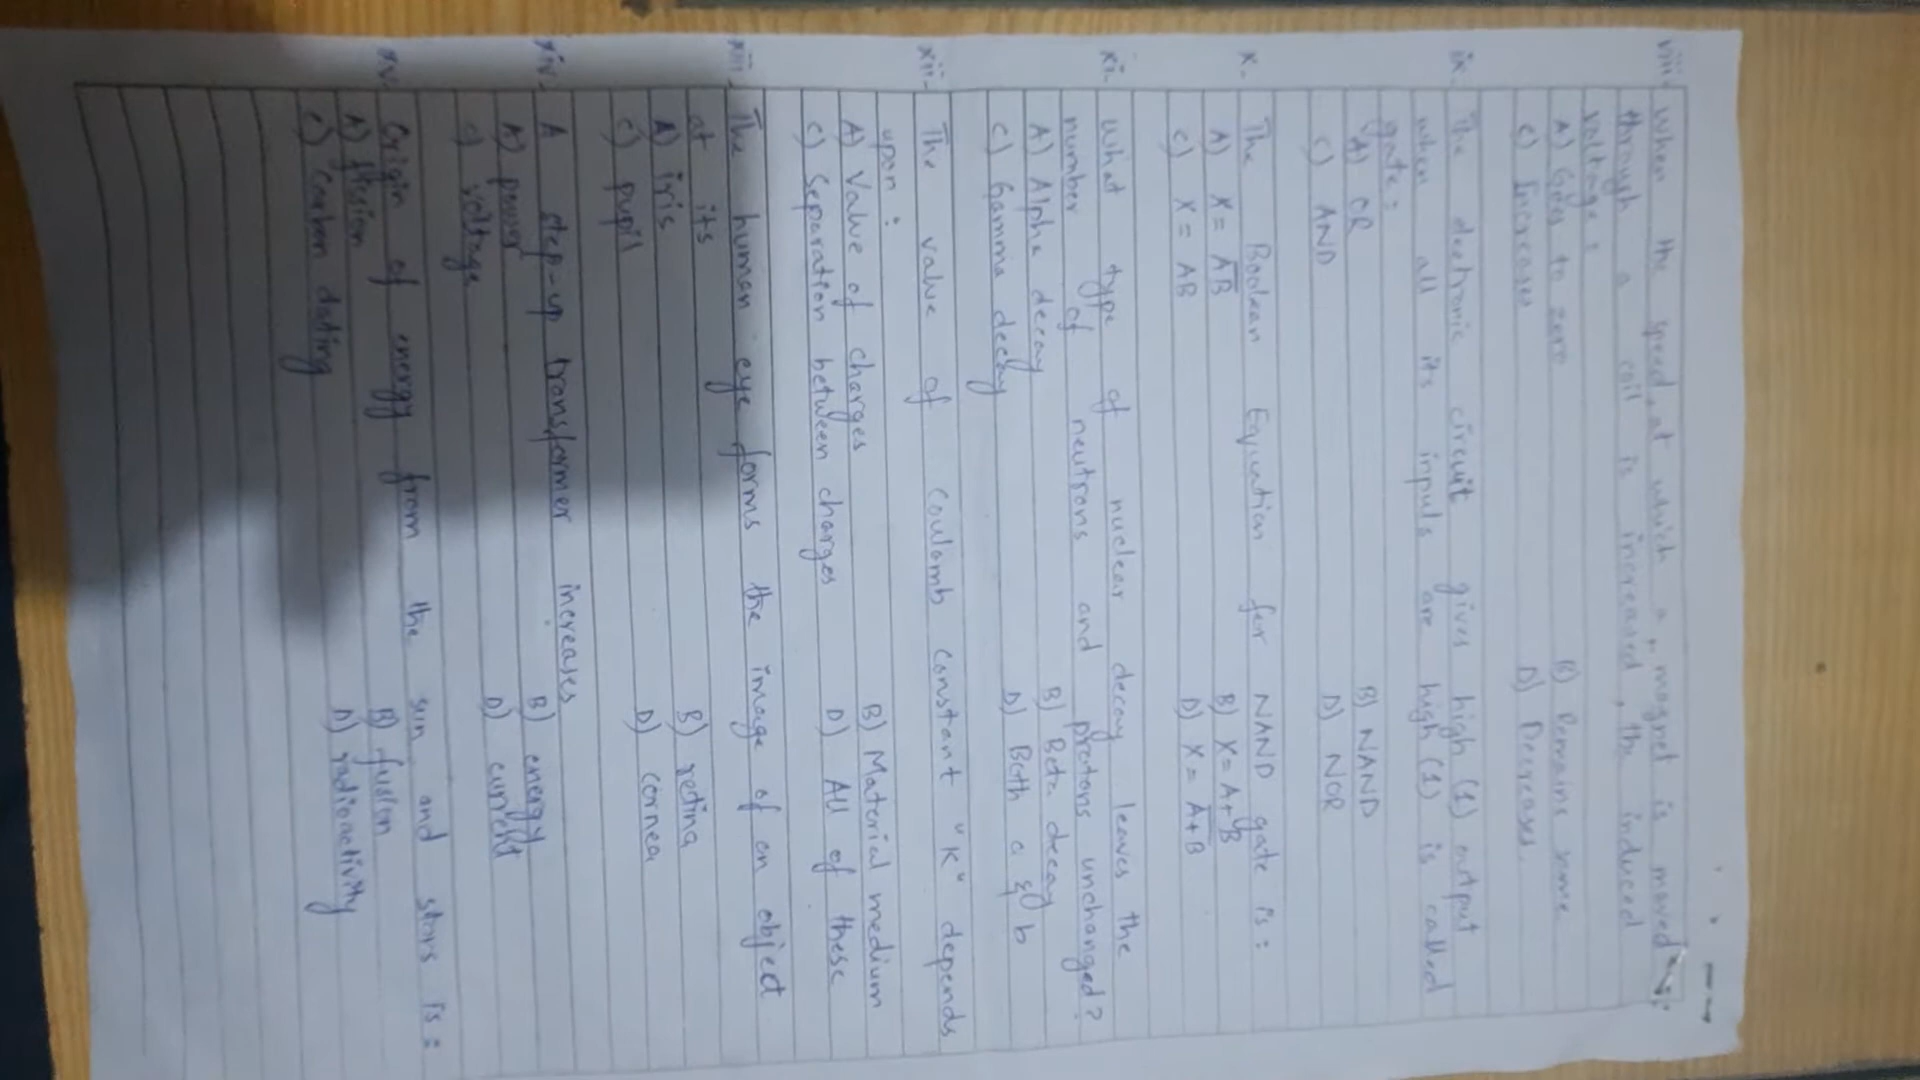 viii- When the speed, at which a magnet is moved
through a coil is increased, the induced
voltage :
A) Goes to zero B) Remains same
C) Increases D) Decreases.
ix- The electronic circuit gives high (1) output
when all its inputs are high (1) is called
gate:
A) OR B) NAND
C) AND D) NOR
x- The Boolean Equation for NAND gate is :
A) X = A̅B̅ B) X = A+B
C) X = AB D) X = A̅+̅B̅
xi- What type of nuclear decay leaves the
number of neutrons and protons unchanged?
A) Alpha decay B) Beta decay
C) Gamma decay D) Both a & b
xii- The value of Coulomb constant "K" depends
upon :
A) Value of charges B) Material medium
C) Separation between charges D) All of these
xiii- The human eye forms the image of an object
at its
A) iris B) retina
C) pupil D) cornea
xiv- A step-up transformer increases
A) power B) energy
C) voltage D) current
xv- Origin of energy from the sun and stars is :
A) fission B) fusion
C) carbon dating D) radioactivity